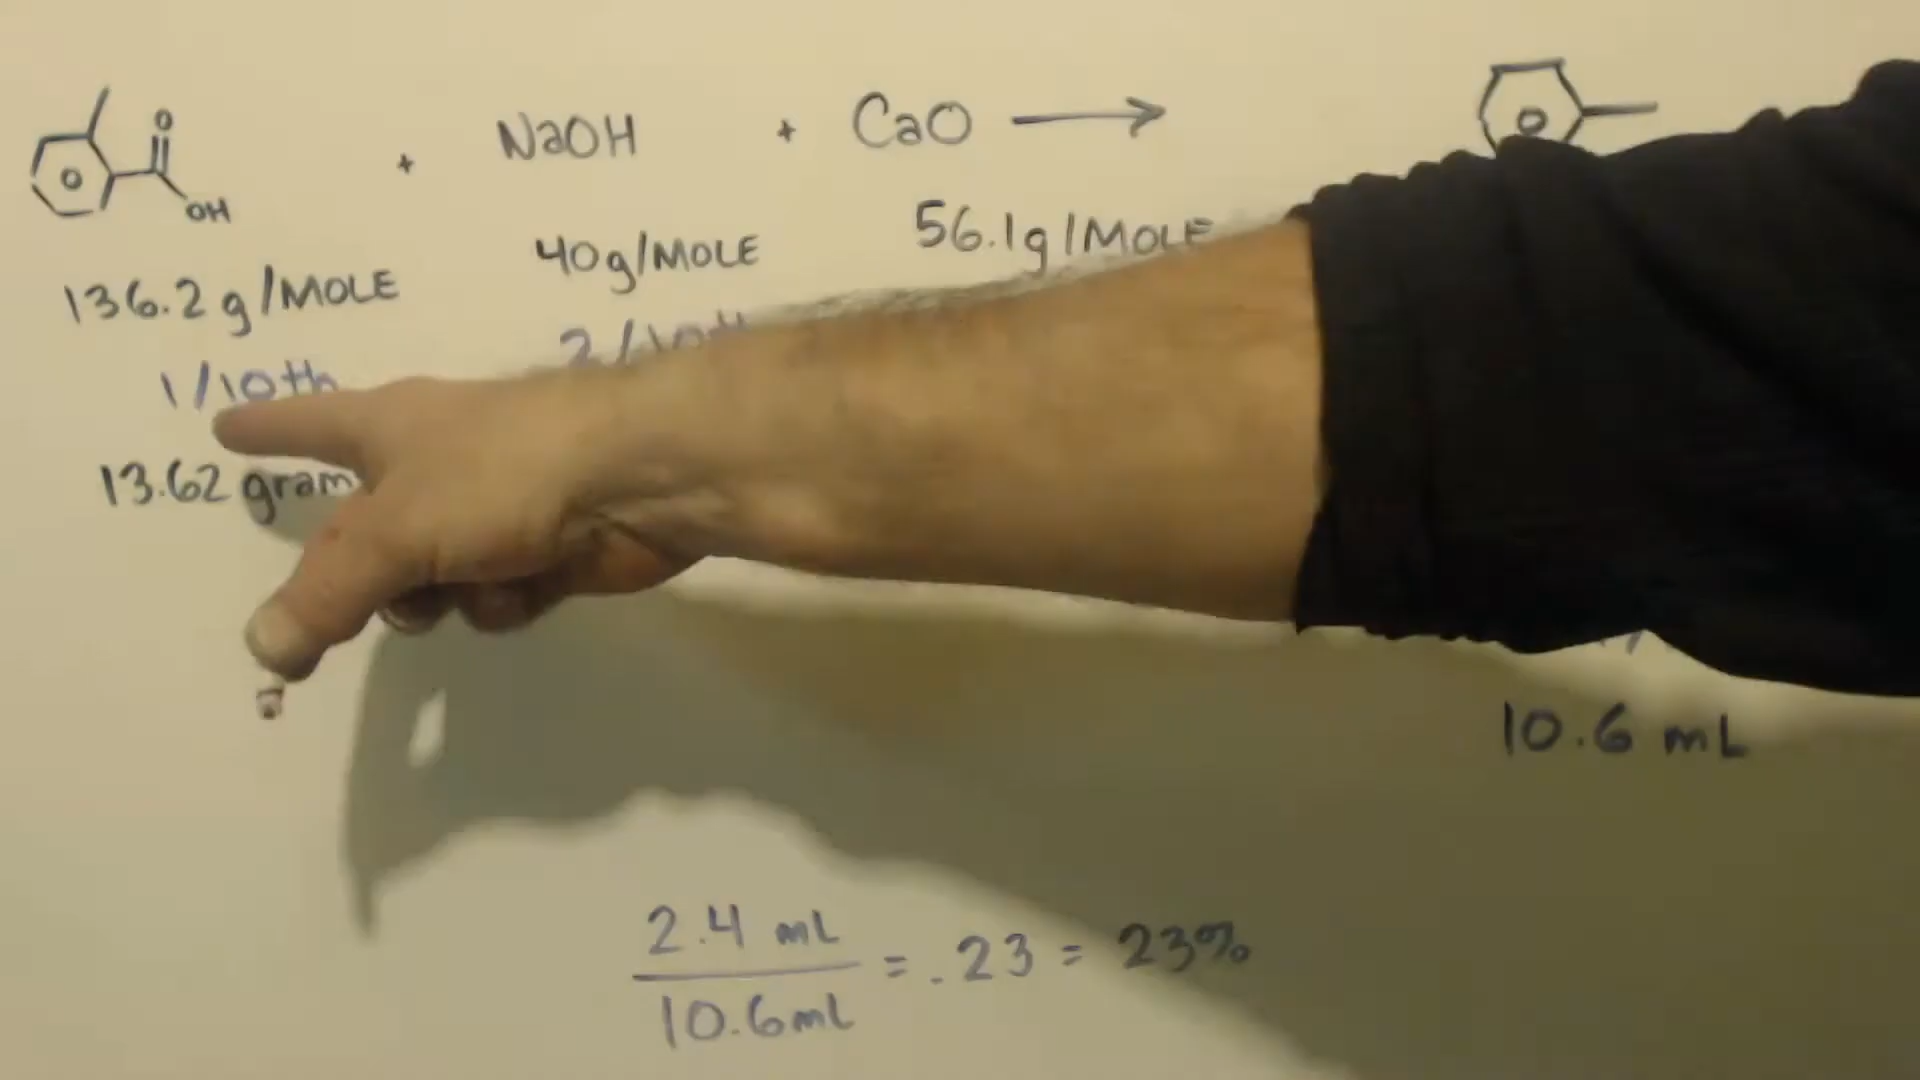 O
OH
+ NaOH + CaO
136.2 g/MOLE 40g/MOLE 56.1g/MOLE
1/10th
13.62 gram
10.6 mL
2.4 mL
10.6mL
= .23 = 23%